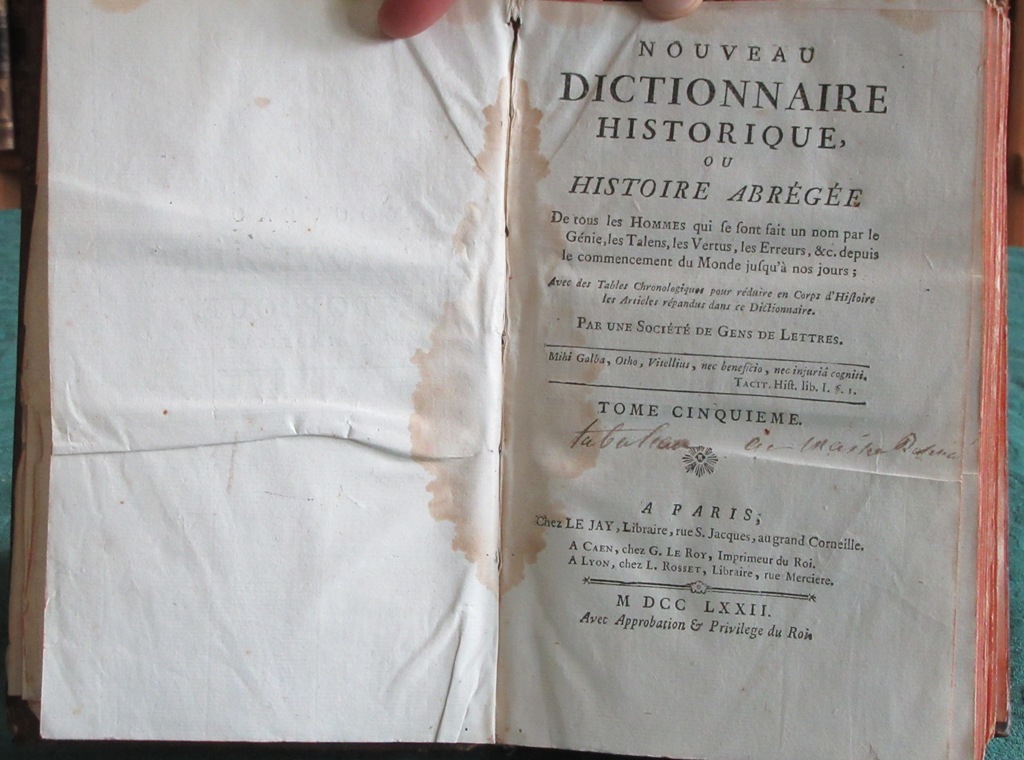 NOUVEAU
DICTIONNAIRE
HISTORIQUE,
OU
HISTOIRE ABRÉGÉE
De tous les HOMMES qui ſe ſont fait un nom par le
Génie, les Talens, les Vertus, les Erreurs, &c. depuis
le commencement du Monde juſqu'à nos jours ;
Avec des Tables Chronologiques pour réduire en Corps d'Hiſtoire
les Articles répandus dans ce Dictionnaire.
PAR UNE SOCIÉTÉ DE GENS DE LETTRES.
Mihi Galba, Otho, Vitellius, nec beneficio, nec injuriâ cogniti.
TACIT. Hiſt. lib. I. §. 1.
TOME CINQUIEME.
A PARIS,
Chez LE JAY, Libraire, rue S. Jacques, au grand Corneille.
A CAEN, chez G. LE ROY, Imprimeur du Roi.
A LYON, chez L. ROSSET, Libraire, rue Merciere.
M DCC LXXII.
Avec Approbation & Privilege du Roi.